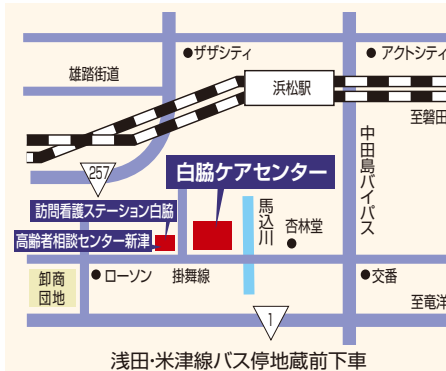 ザザシティ
アクトシティ
雄踏街道
浜松駅
至磐田
中田島バイパス
257
白脇ケアセンター
訪問看護ステーション白脇
高齢者相談センター新津
馬込川
杏林堂
卸商
団地
ローソン
掛舞線
交番
至竜洋
1
浅田・米津線バス停地蔵前下車